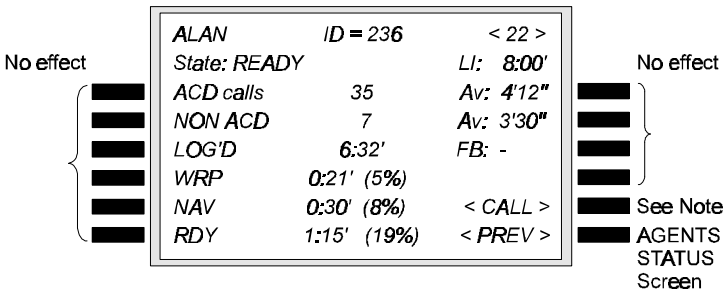 ALAN ID = 236 < 22 >
No effect State: READY LI: 8:00' No effect
ACD calls 35 Av: 4'12"
NON ACD 7 Av: 3'30"
LOG'D 6:32' FB: -
WRP 0:21' (5%)
NAV 0:30' (8%) < CALL > See Note
RDY 1:15' (19%) < PREV > AGENTS
STATUS
Screen